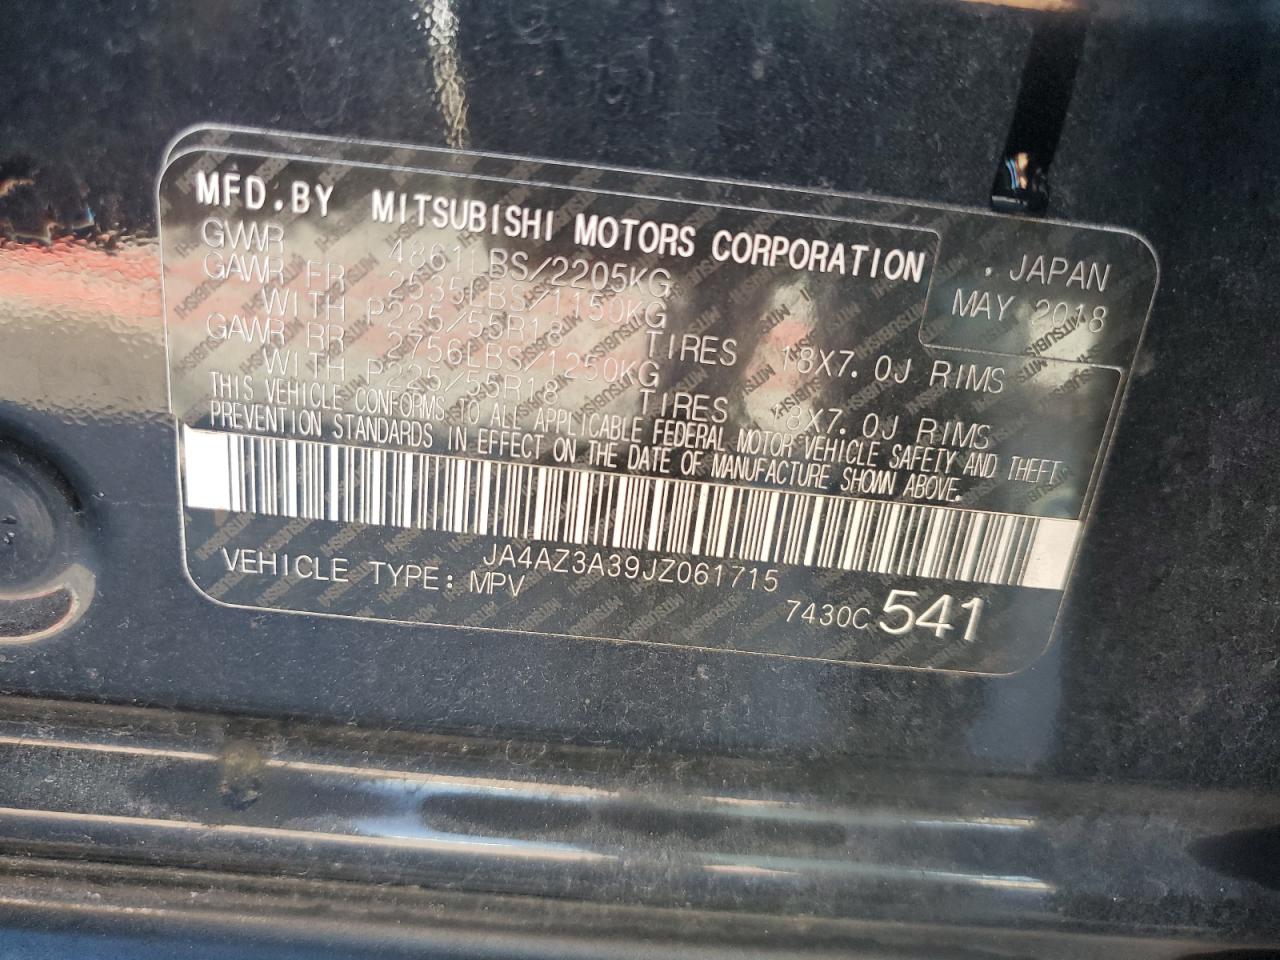 MFD.BY MITSUBISHI MOTORS CORPORATION . JAPAN
GVWR 4861LBS/2205KG MAY 2018
GAWR FR 2535LBS/1150KG
WITH P225/55R18 TIRES 18X7.0J RIMS
GAWR RR 2756LBS/1250KG
WITH P225/55R18 TIRES 18X7.0J RIMS
THIS VEHICLE CONFORMS TO ALL APPLICABLE FEDERAL MOTOR VEHICLE SAFETY AND THEFT
PREVENTION STANDARDS IN EFFECT ON THE DATE OF MANUFACTURE SHOWN ABOVE.
JA4AZ3A39JZ061715
VEHICLE TYPE: MPV
7430C 541